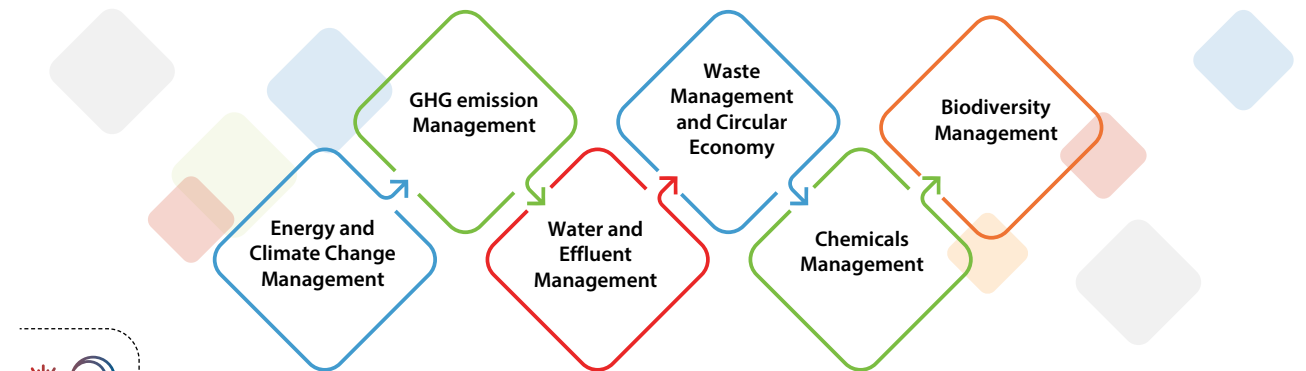 Energy and
Climate Change
Management
GHG emission
Management
Water and
Effluent
Management
Waste
Management
and Circular
Economy
Chemicals
Management
Biodiversity
Management